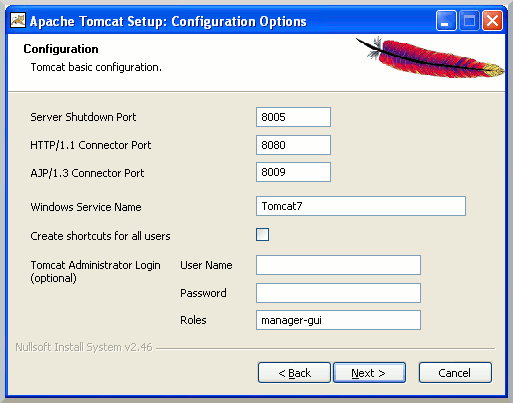 Apache Tomcat Setup: Configuration Options
Configuration
Tomcat basic configuration.
Server Shutdown Port 8005
HTTP/1.1 Connector Port 8080
AJP/1.3 Connector Port 8009
Windows Service Name Tomcat7
Create shortcuts for all users
Tomcat Administrator Login User Name
(optional)
Password
Roles manager-gui
Nullsoft Install System v2.46
< Back Next > Cancel